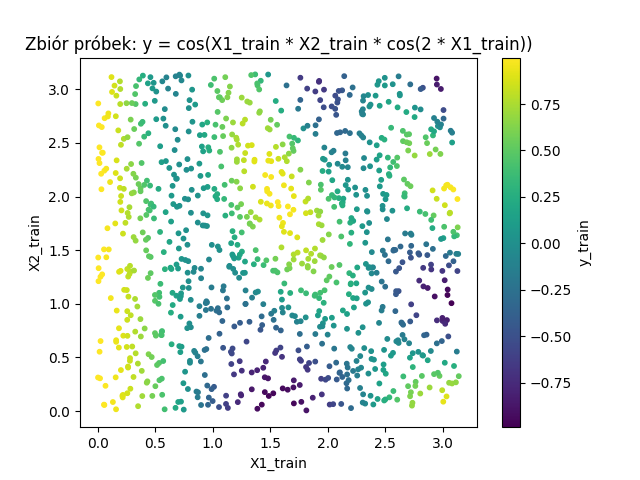 Zbiór próbek: y = cos(X1_train * X2_train * cos(2 * X1_train))
3.0
2.5
2.0
1.5
1.0
0.5
0.0
X2_train
0.0 0.5 1.0 1.5 2.0 2.5 3.0
X1_train
0.75
0.50
0.25
0.00
−0.25
−0.50
−0.75
y_train